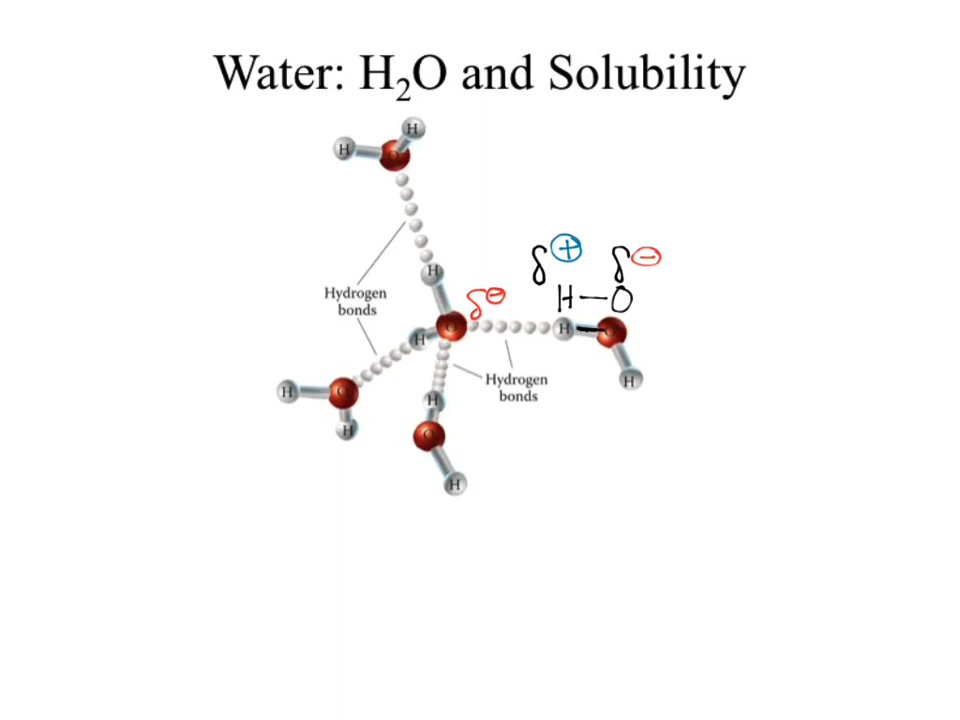 Water: H₂O and Solubility
H
H
O
Hydrogen
bonds
H
δ⊕ δ⊖
H—O
δ⊖
O
H
H
O
H
H
O
H
Hydrogen
bonds
H
O
H